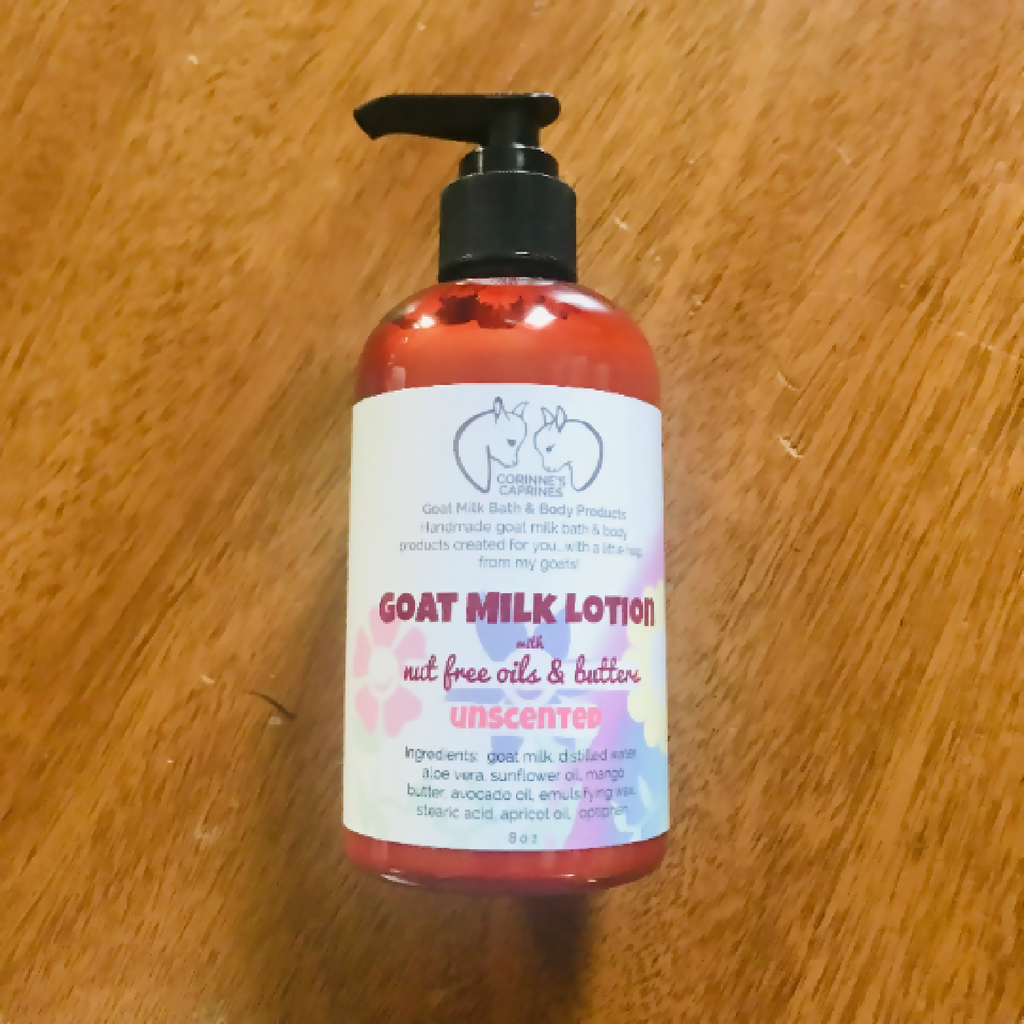 CORINNE'S
CAPRINES
Goat Milk Bath & Body Products
Handmade goat milk bath & body
products created for you...with a little help
from my goats!
GOAT MILK LOTION
with
nut free oils & butters
unscented
Ingredients: goat milk, distilled water,
aloe vera, sunflower oil, mango
butter, avocado oil, emulsifying wax,
stearic acid, apricot oil, optiphen
8 oz